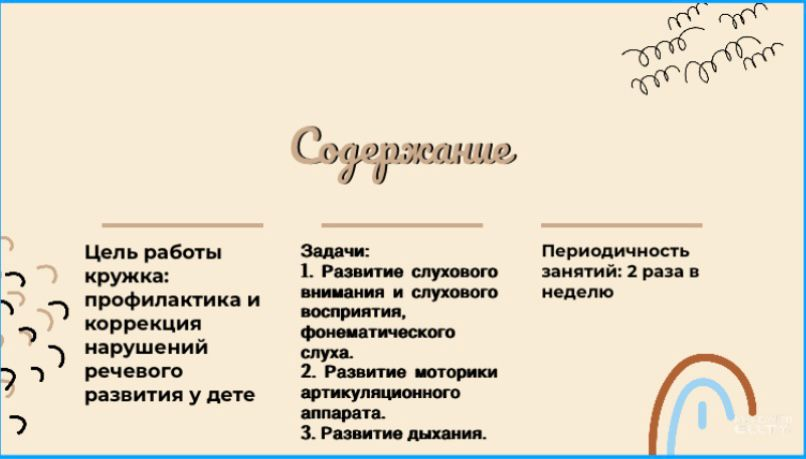 Содержание
Цель работы
кружка:
профилактика и
коррекция
нарушений
речевого
развития у дете
Задачи:
1. Развитие слухового
внимания и слухового
восприятия,
фонематического
слуха.
2. Развитие моторики
артикуляционного
аппарата.
3. Развитие дыхания.
Периодичность
занятий: 2 раза в
неделю